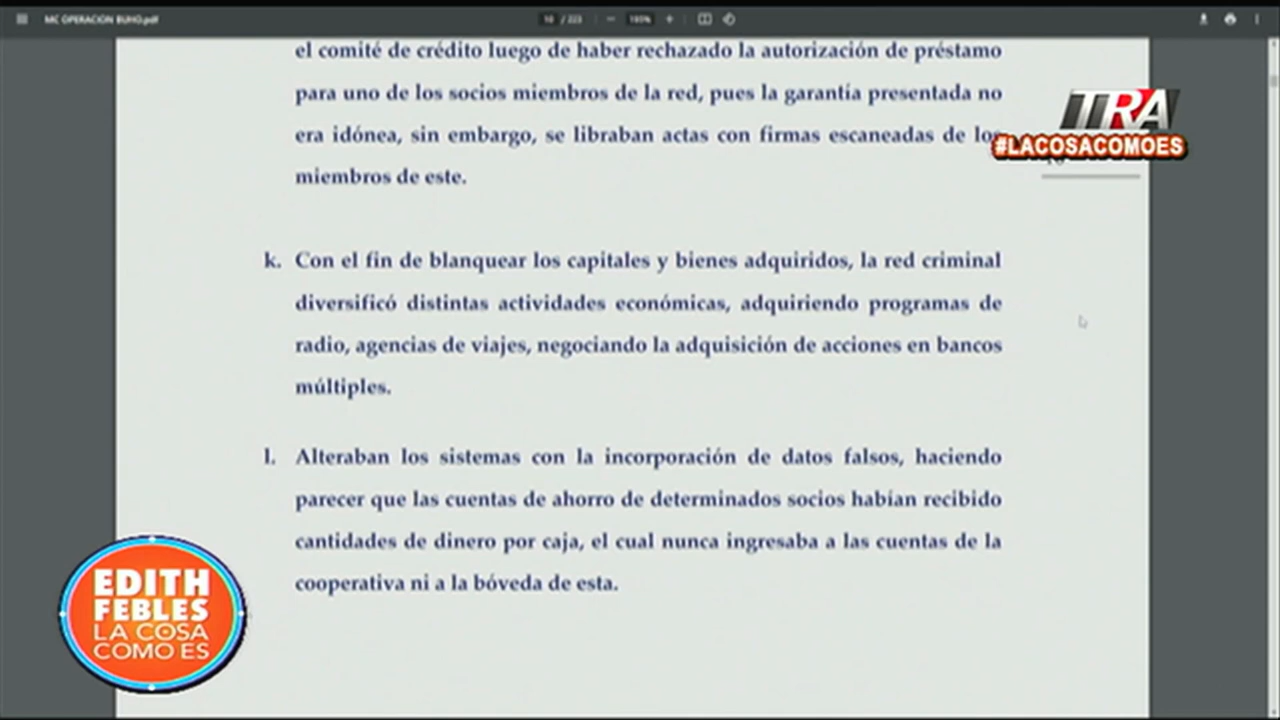 MC OPERACION BUHO.pdf
10 / 223
el comité de crédito luego de haber rechazado la autorización de préstamo
para uno de los socios miembros de la red, pues la garantía presentada no
era idónea, sin embargo, se libraban actas con firmas escaneadas de los
miembros de este.
k. Con el fin de blanquear los capitales y bienes adquiridos, la red criminal
diversificó distintas actividades económicas, adquiriendo programas de
radio, agencias de viajes, negociando la adquisición de acciones en bancos
múltiples.
l. Alteraban los sistemas con la incorporación de datos falsos, haciendo
parecer que las cuentas de ahorro de determinados socios habían recibido
cantidades de dinero por caja, el cual nunca ingresaba a las cuentas de la
cooperativa ni a la bóveda de esta.
TRA
#LACOSACOMOES
EDITH
FEBLES
LA COSA
COMO ES